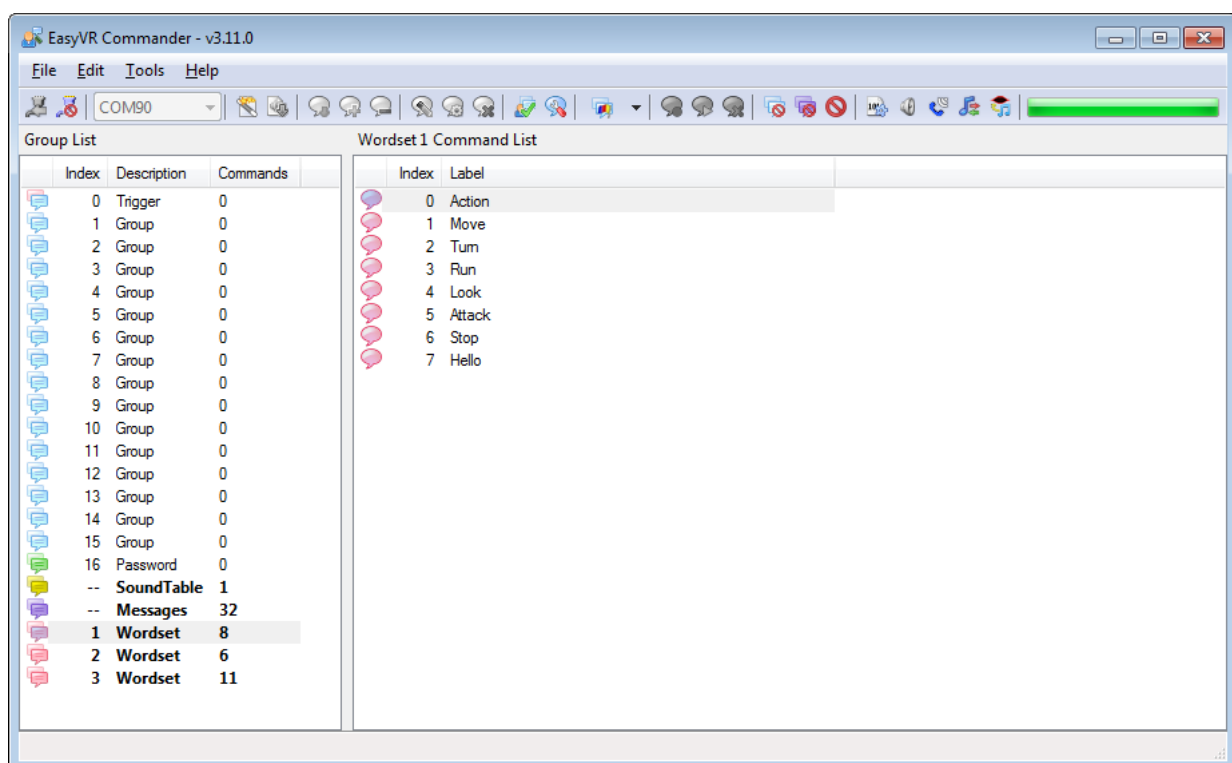 EasyVR Commander - v3.11.0
File Edit Tools Help
COM90
Group List
Index Description Commands
0 Trigger 0
1 Group 0
2 Group 0
3 Group 0
4 Group 0
5 Group 0
6 Group 0
7 Group 0
8 Group 0
9 Group 0
10 Group 0
11 Group 0
12 Group 0
13 Group 0
14 Group 0
15 Group 0
16 Password 0
-- SoundTable 1
-- Messages 32
1 Wordset 8
2 Wordset 6
3 Wordset 11
Wordset 1 Command List
Index Label
0 Action
1 Move
2 Turn
3 Run
4 Look
5 Attack
6 Stop
7 Hello